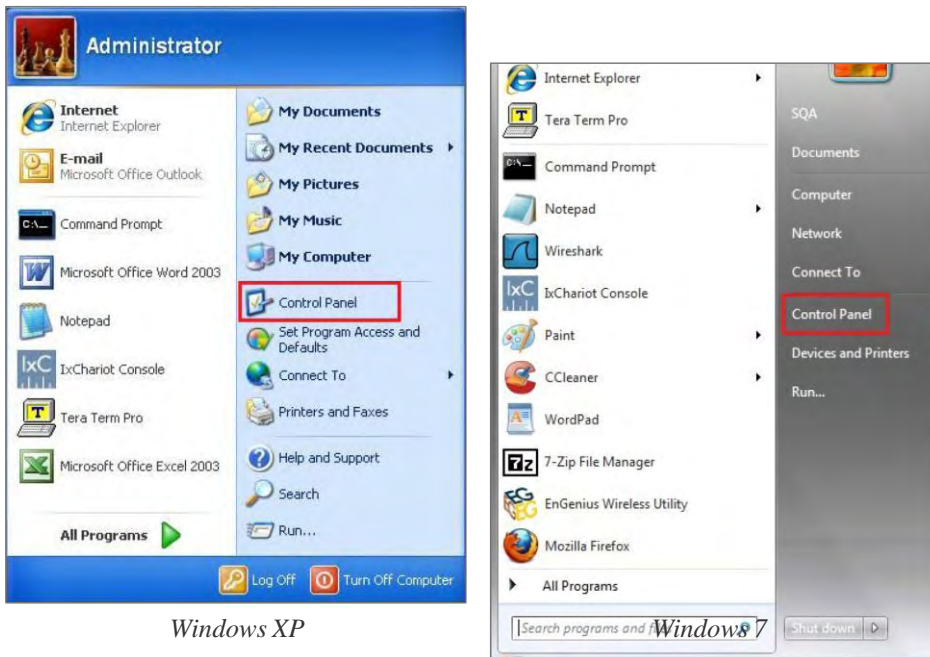 Administrator
Internet
Internet Explorer
E-mail
Microsoft Office Outlook
C:\_
Command Prompt
W
Microsoft Office Word 2003
Notepad
IxC
IxChariot Console
T
Tera Term Pro
Microsoft Office Excel 2003
All Programs
My Documents
My Recent Documents
My Pictures
My Music
My Computer
Control Panel
Set Program Access and
Defaults
Connect To
Printers and Faxes
Help and Support
Search
Run...
Log Off
Turn Off Computer
Windows XP
Internet Explorer
T
Tera Term Pro
C:\_
Command Prompt
Notepad
Wireshark
IxC
IxChariot Console
Paint
CCleaner
WordPad
7z
7-Zip File Manager
EnGenius Wireless Utility
Mozilla Firefox
All Programs
Search programs and
SQA
Documents
Computer
Network
Connect To
Control Panel
Devices and Printers
Run...
Shut down
Windows 7